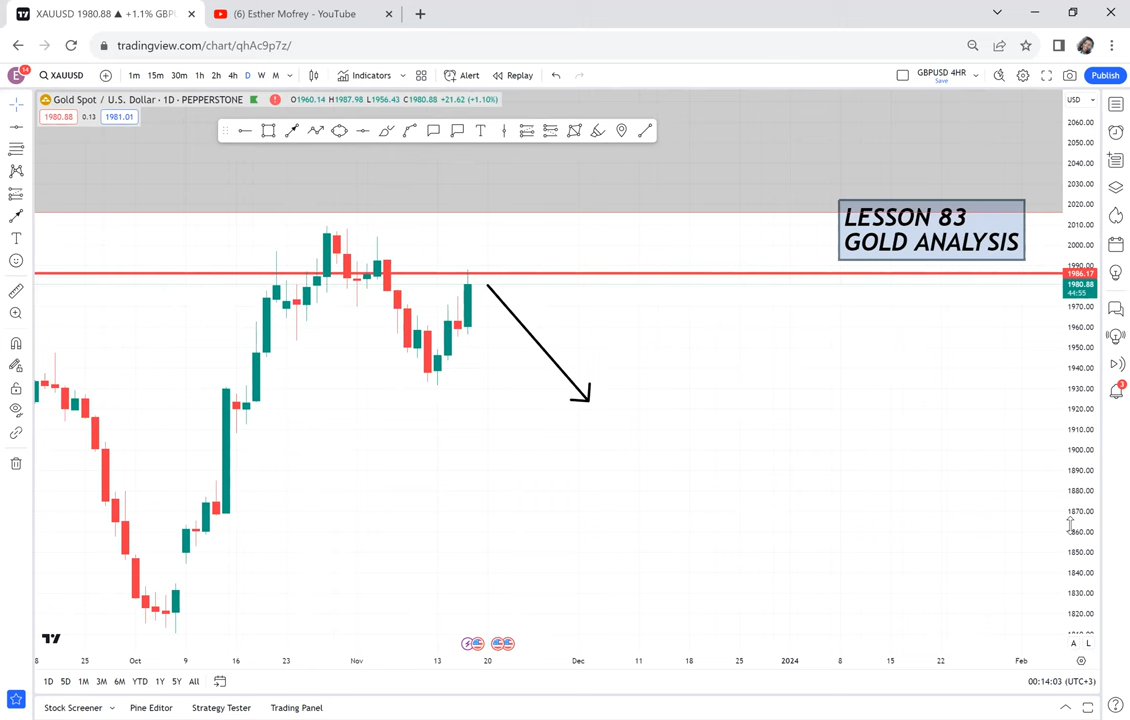 XAUUSD 1980.88 ▲ +1.1% GBPU
(6) Esther Mofrey - YouTube
tradingview.com/chart/qhAc9p7z/
E
14
XAUUSD
1m 15m 30m 1h 2h 4h D W M
Indicators
Alert
Replay
GBPUSD 4HR
Save
Publish
Gold Spot / U.S. Dollar · 1D · PEPPERSTONE
O1960.14 H1987.98 L1956.43 C1980.88 +21.62 (+1.10%)
USD
1980.88 0.13 1981.01
2060.00
2050.00
2040.00
2030.00
2020.00
2010.00
2000.00
1990.00
1986.17
1980.88
44:55
1970.00
1960.00
1950.00
1940.00
1930.00
1920.00
1910.00
1900.00
1890.00
1880.00
1870.00
1860.00
1850.00
1840.00
1830.00
1820.00
LESSON 83
GOLD ANALYSIS
3
A L
8 25 Oct 9 16 23 Nov 13 20 Dec 11 18 25 2024 8 15 22 Feb
1D 5D 1M 3M 6M YTD 1Y 5Y All
00:14:03 (UTC+3)
Stock Screener Pine Editor Strategy Tester Trading Panel